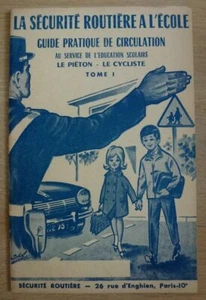 LA SÉCURITÉ ROUTIÈRE A L'ÉCOLE
GUIDE PRATIQUE DE CIRCULATION
AU SERVICE DE L'EDUCATION SCOLAIRE
LE PIÉTON - LE CYCLISTE
TOME I
SÉCURITÉ ROUTIÈRE - 26 rue d'Enghien, Paris-10e